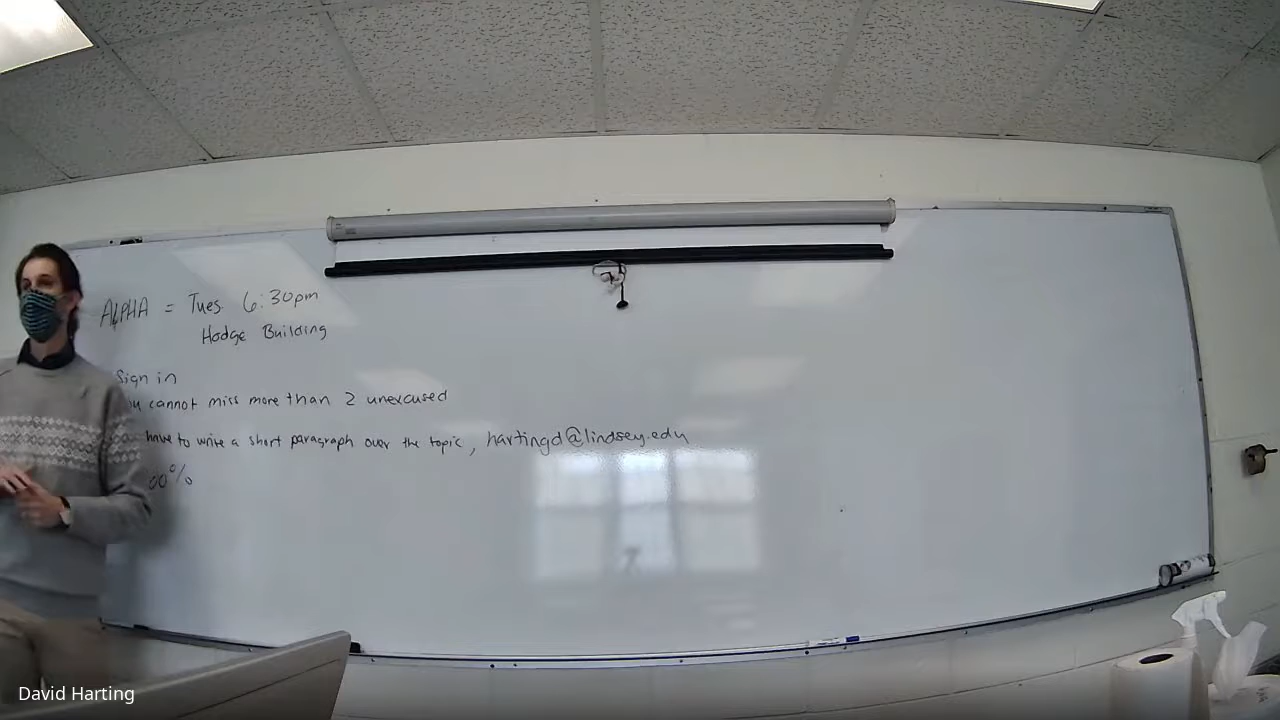 ALPHA = Tues 6:30pm
Hodge Building
Sign in
cannot miss more than 2 unexcused
have to write a short paragraph over the topic, hartingd@lindsey.edu
00%
David Harting